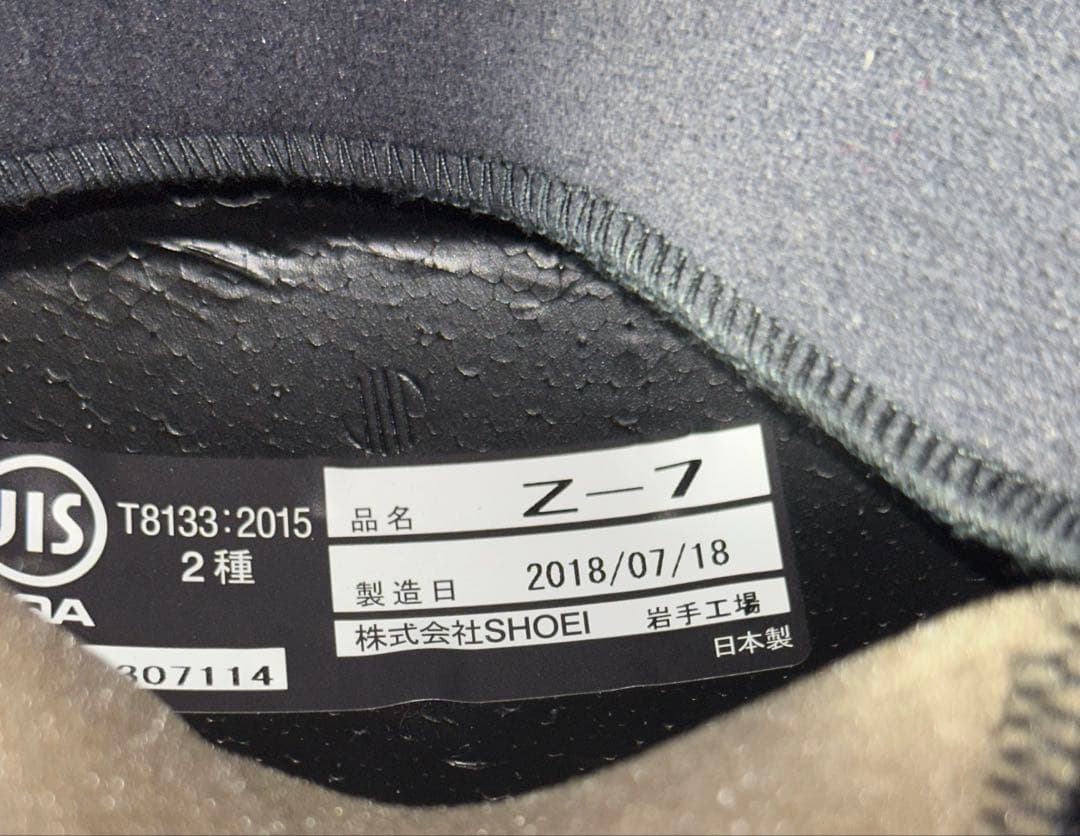 JIS
T8133:2015
2種
品名 Z-7
製造日 2018/07/18
株式会社SHOEI 岩手工場
日本製
307114